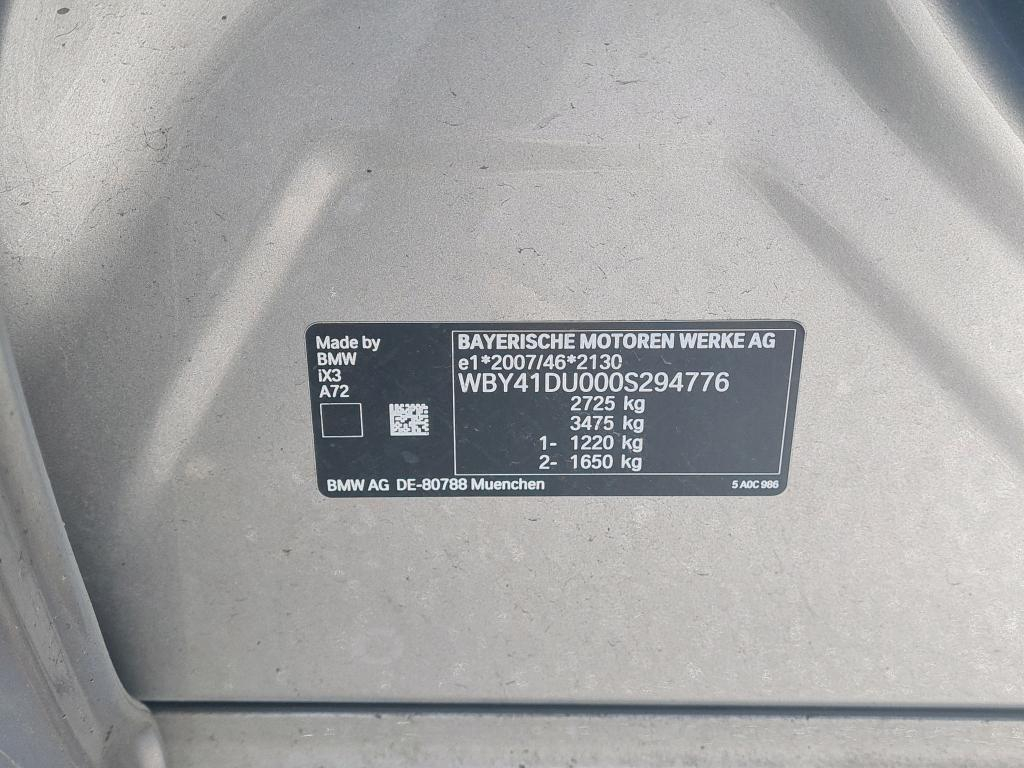 Made by
BMW
iX3
A72
BAYERISCHE MOTOREN WERKE AG
e1*2007/46*2130
WBY41DU000S294776
2725 kg
3475 kg
1- 1220 kg
2- 1650 kg
BMW AG DE-80788 Muenchen
5 A0C 986